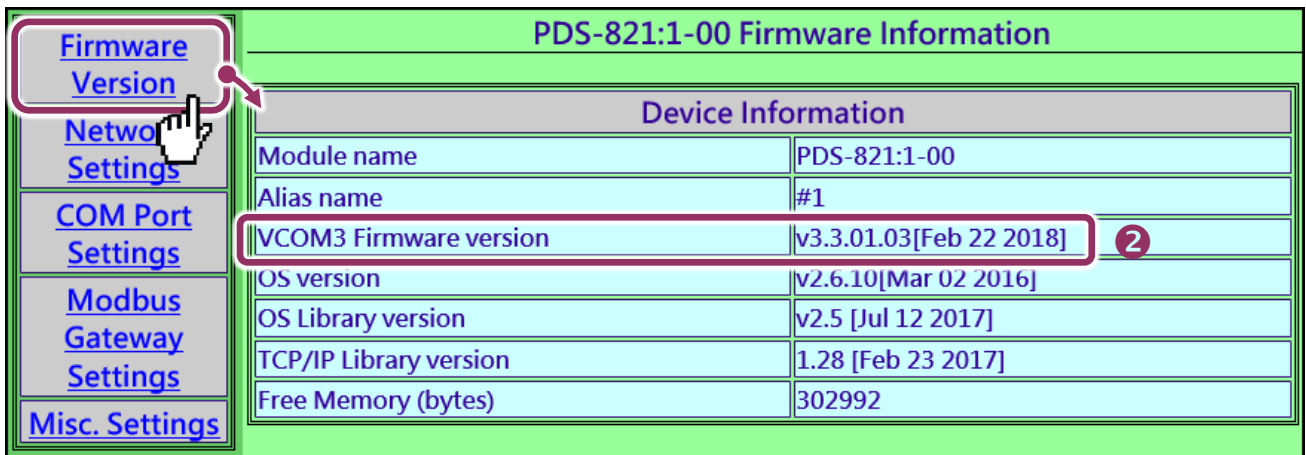 Firmware
Version
Network
Settings
COM Port
Settings
Modbus
Gateway
Settings
Misc. Settings
PDS-821:1-00 Firmware Information
Device Information
Module name PDS-821:1-00
Alias name #1
VCOM3 Firmware version v3.3.01.03[Feb 22 2018]
2
OS version v2.6.10[Mar 02 2016]
OS Library version v2.5 [Jul 12 2017]
TCP/IP Library version 1.28 [Feb 23 2017]
Free Memory (bytes) 302992